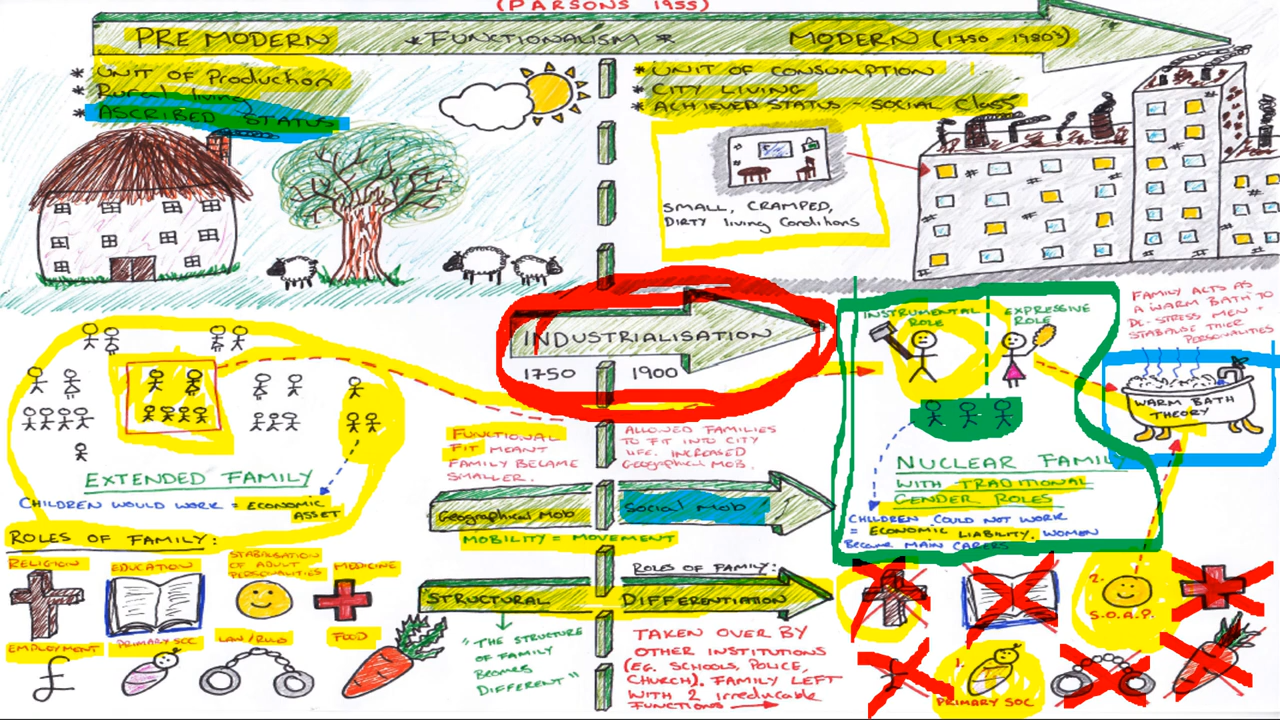 (PARSONS 1955)
PRE MODERN
* FUNCTIONALISM *
MODERN (1750 - 1980's)
* UNIT OF Production
* Rural living
* ASCRIBED STATUS
* UNIT OF CONSUMPTION
* CITY LIVING
* ACHIEVED STATUS - SOCIAL Class
SMALL, CRAMPED,
DIRTY living Conditions
INDUSTRIALISATION
1750
1900
EXTENDED FAMILY
CHILDREN WOULD WORK = ECONOMIC
ASSET
FUNCTIONAL
FIT MEANT
FAMILY BECAME
SMALLER.
ALLOWED FAMILIES
TO FIT INTO CITY
LIFE. INCREASED
Geographical MOB.
INSTRUMENTAL
ROLE
EXPRESSIVE
ROLE
NUCLEAR FAMILY
WITH TRADITIONAL
GENDER ROLES
CHILDREN COULD NOT WORK
= ECONOMIC LIABILITY. WOMEN
Became MAIN CARERS
FAMILY ACTS AS
A WARM BATH TO
DE-STRESS MEN +
STABALISE THIER
PERSONALITIES
WARM BATH
THEORY
Geographical MOB
Social MOB
MOBILITY = MOVEMENT
ROLES OF FAMILY:
RELIGION
EDUCATION
STABALISATION
OF ADULT
PERSONALITIES
MEDICINE
EMPLOYMENT
PRIMARY SOC
LAW/RULES
FOOD
£
STRUCTURAL
DIFFERENTIATION
"THE STRUCTURE
OF FAMILY
BECOMES
DIFFERENT"
ROLES OF FAMILY:
TAKEN OVER BY
OTHER INSTITUTIONS
(EG. SCHOOLS, POLICE,
CHURCH). FAMILY LEFT
WITH 2 irreducable
FUNCTIONS
2.
S.O.A.P.
1.
PRIMARY SOC